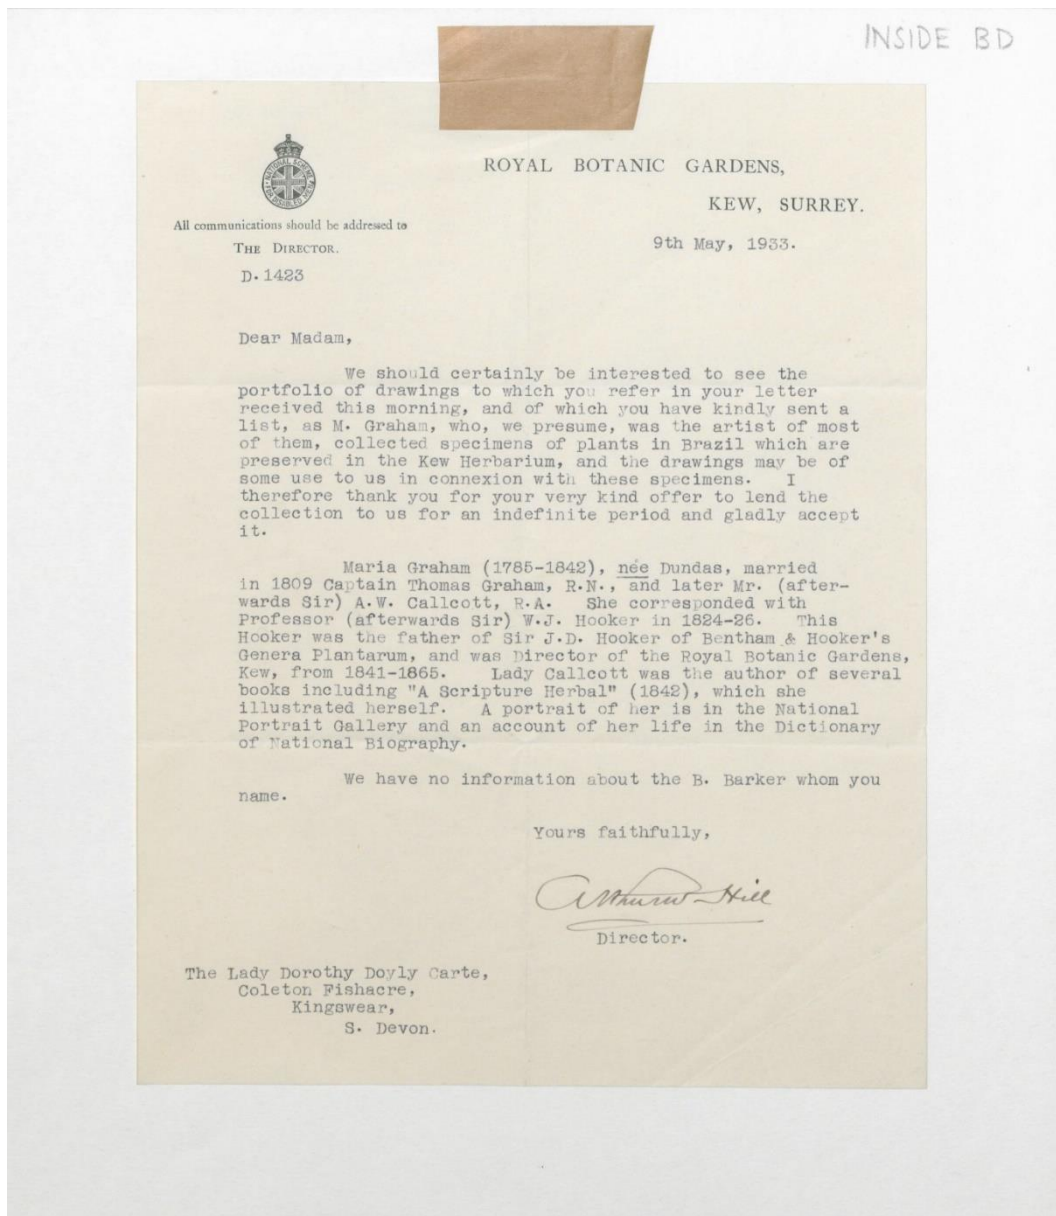 INSIDE BD
ROYAL BOTANIC GARDENS,
KEW, SURREY.
NATIONAL SCHEME
FOR DISABLED MEN
All communications should be addressed to
THE DIRECTOR.
D.1423
9th May, 1933.
Dear Madam,
We should certainly be interested to see the
portfolio of drawings to which you refer in your letter
received this morning, and of which you have kindly sent a
list, as M. Graham, who, we presume, was the artist of most
of them, collected specimens of plants in Brazil which are
preserved in the Kew Herbarium, and the drawings may be of
some use to us in connexion with these specimens. I
therefore thank you for your very kind offer to lend the
collection to us for an indefinite period and gladly accept
it.
Maria Graham (1785-1842), née Dundas, married
in 1809 Captain Thomas Graham, R.N., and later Mr. (after-
wards Sir) A.W. Callcott, R.A. She corresponded with
Professor (afterwards Sir) W.J. Hooker in 1824-26. This
Hooker was the father of Sir J.D. Hooker of Bentham & Hooker's
Genera Plantarum, and was Director of the Royal Botanic Gardens,
Kew, from 1841-1865. Lady Callcott was the author of several
books including "A Scripture Herbal" (1842), which she
illustrated herself. A portrait of her is in the National
Portrait Gallery and an account of her life in the Dictionary
of National Biography.
We have no information about the B. Barker whom you
name.
Yours faithfully,
Arthur W Hill
Director.
The Lady Dorothy Doyly Carte,
Coleton Fishacre,
Kingswear,
S. Devon.